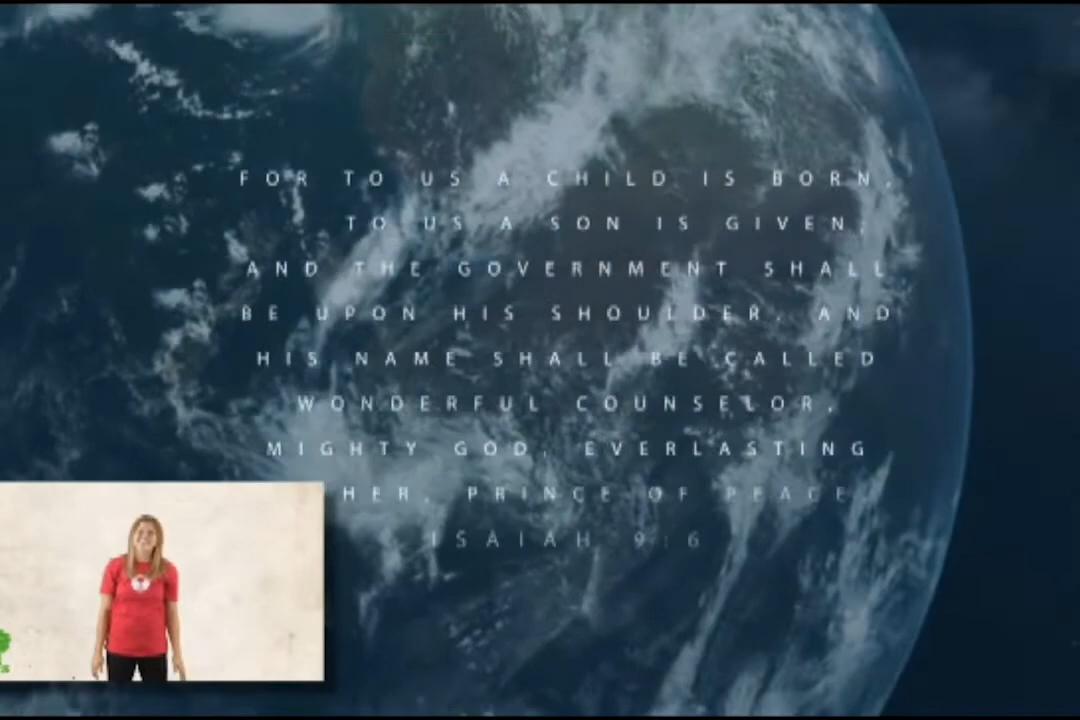 FOR TO US A CHILD IS BORN,
TO US A SON IS GIVEN,
AND THE GOVERNMENT SHALL
BE UPON HIS SHOULDER, AND
HIS NAME SHALL BE CALLED
WONDERFUL COUNSELOR,
MIGHTY GOD, EVERLASTING
HER, PRINCE OF PEACE
ISAIAH 9:6